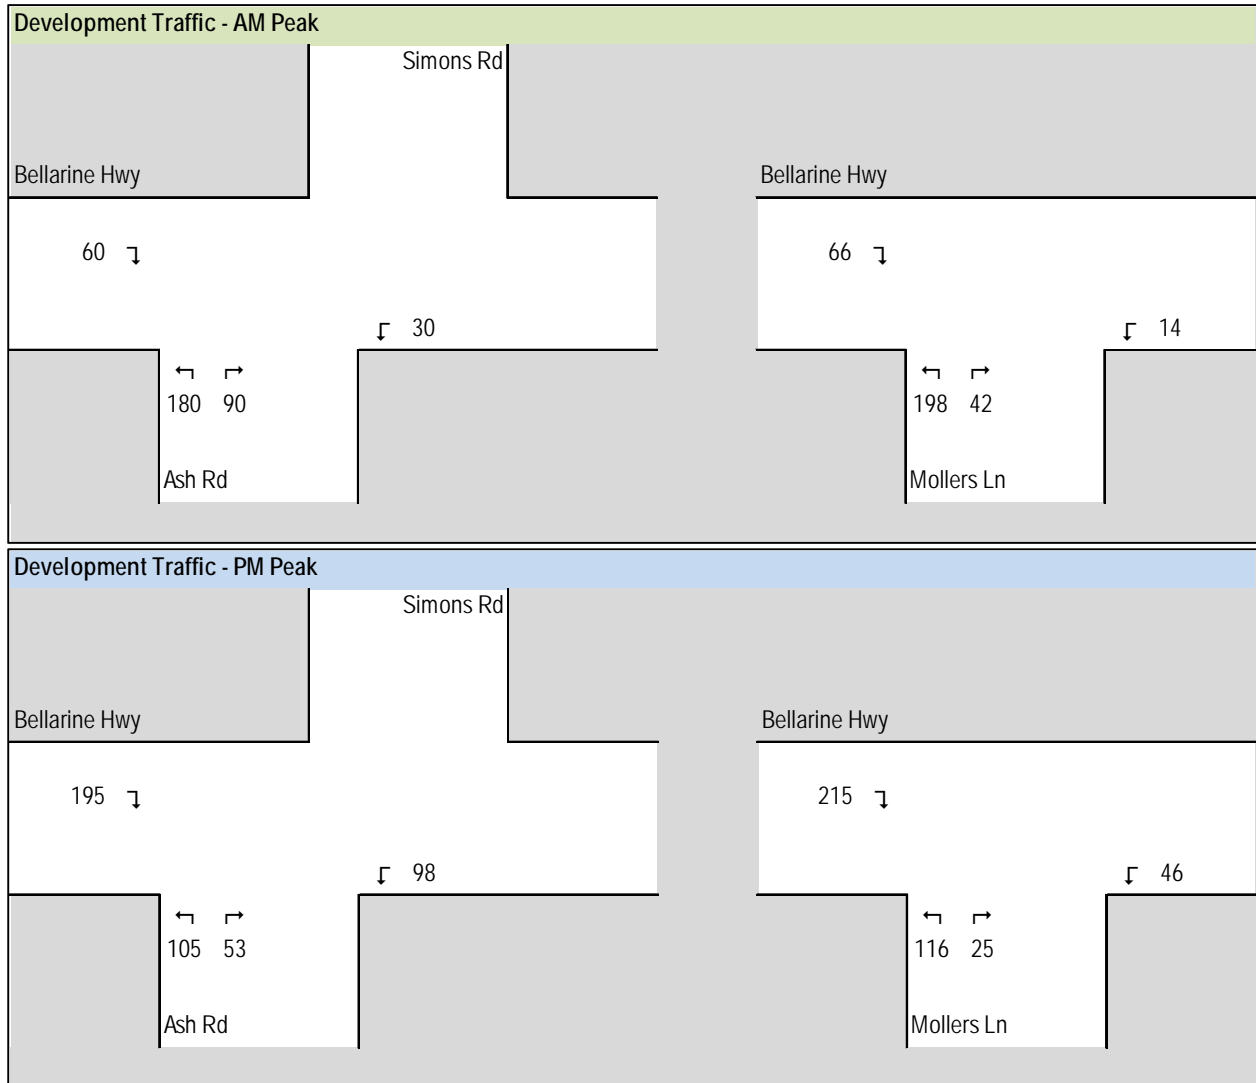 Development Traffic - AM Peak
Simons Rd
Bellarine Hwy
Bellarine Hwy
60
66
30
14
180 90
198 42
Ash Rd
Mollers Ln
Development Traffic - PM Peak
Simons Rd
Bellarine Hwy
Bellarine Hwy
195
215
98
46
105 53
116 25
Ash Rd
Mollers Ln